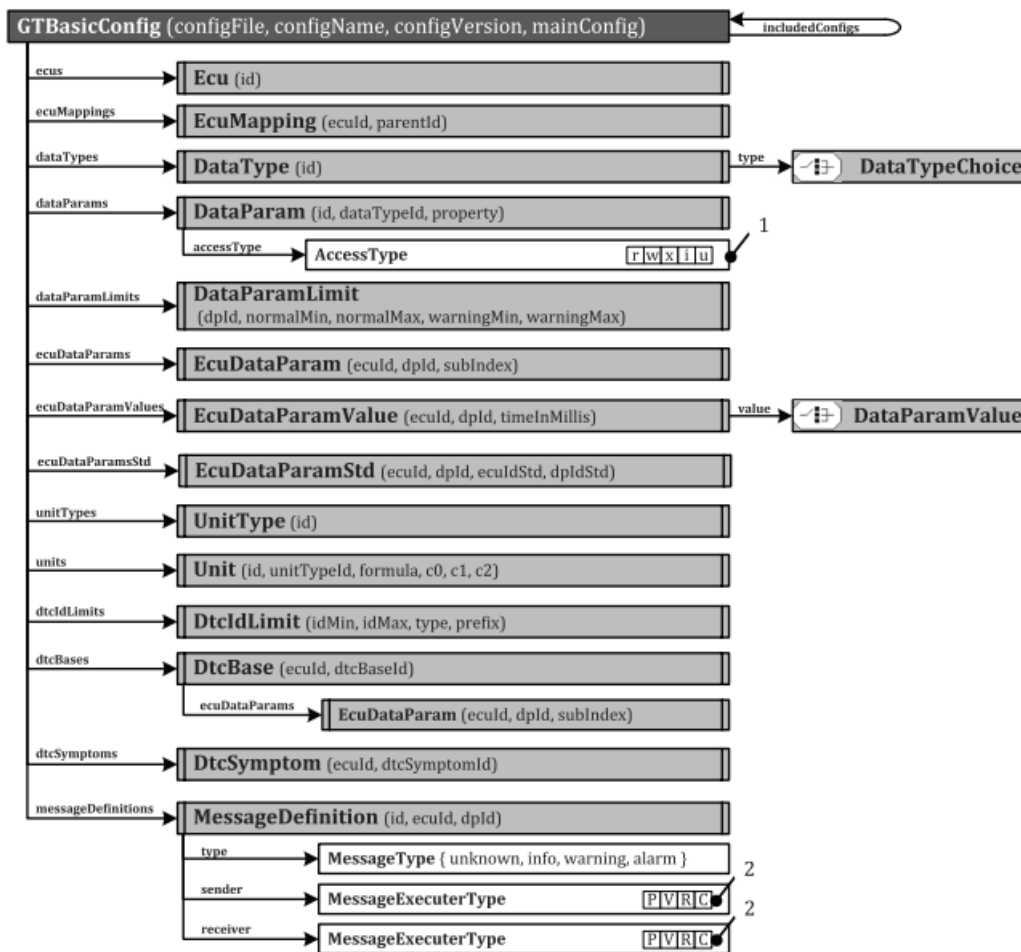 GTBasicConfig (configFile, configName, configVersion, mainConfig)
includedConfigs
ecus
Ecu (id)
ecuMappings
EcuMapping (ecuId, parentId)
dataTypes
DataType (id)
type
DataTypeChoice
dataParams
DataParam (id, dataTypeId, property)
accessType
AccessType
r w x i u
1
dataParamLimits
DataParamLimit
(dpId, normalMin, normalMax, warningMin, warningMax)
ecuDataParams
EcuDataParam (ecuId, dpId, subIndex)
ecuDataParamValues
EcuDataParamValue (ecuId, dpId, timeInMillis)
value
DataParamValue
ecuDataParamsStd
EcuDataParamStd (ecuId, dpId, ecuIdStd, dpIdStd)
unitTypes
UnitType (id)
units
Unit (id, unitTypeId, formula, c0, c1, c2)
dtcIdLimits
DtcIdLimit (idMin, idMax, type, prefix)
dtcBases
DtcBase (ecuId, dtcBaseId)
ecuDataParams
EcuDataParam (ecuId, dpId, subIndex)
dtcSymptoms
DtcSymptom (ecuId, dtcSymptomId)
messageDefinitions
MessageDefinition (id, ecuId, dpId)
type
MessageType { unknown, info, warning, alarm }
sender
MessageExecuterType
P V R C
2
receiver
MessageExecuterType
P V R C
2